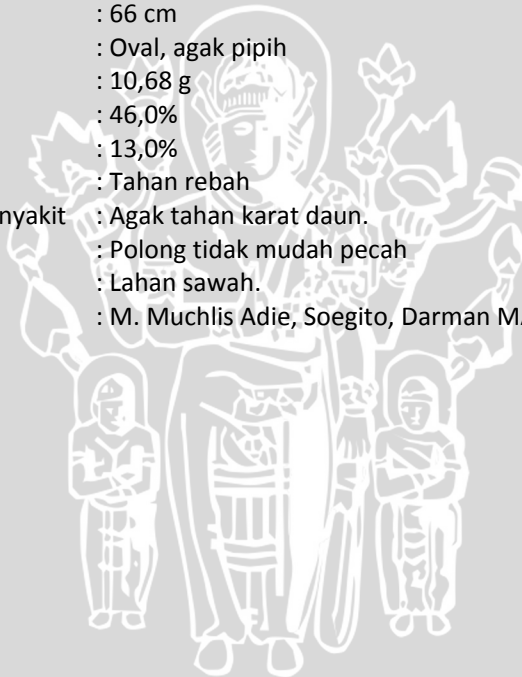 : 66 cm
: Oval, agak pipih
: 10,68 g
: 46,0%
: 13,0%
: Tahan rebah
nyakit : Agak tahan karat daun.
: Polong tidak mudah pecah
: Lahan sawah.
: M. Muchlis Adie, Soegito, Darman M